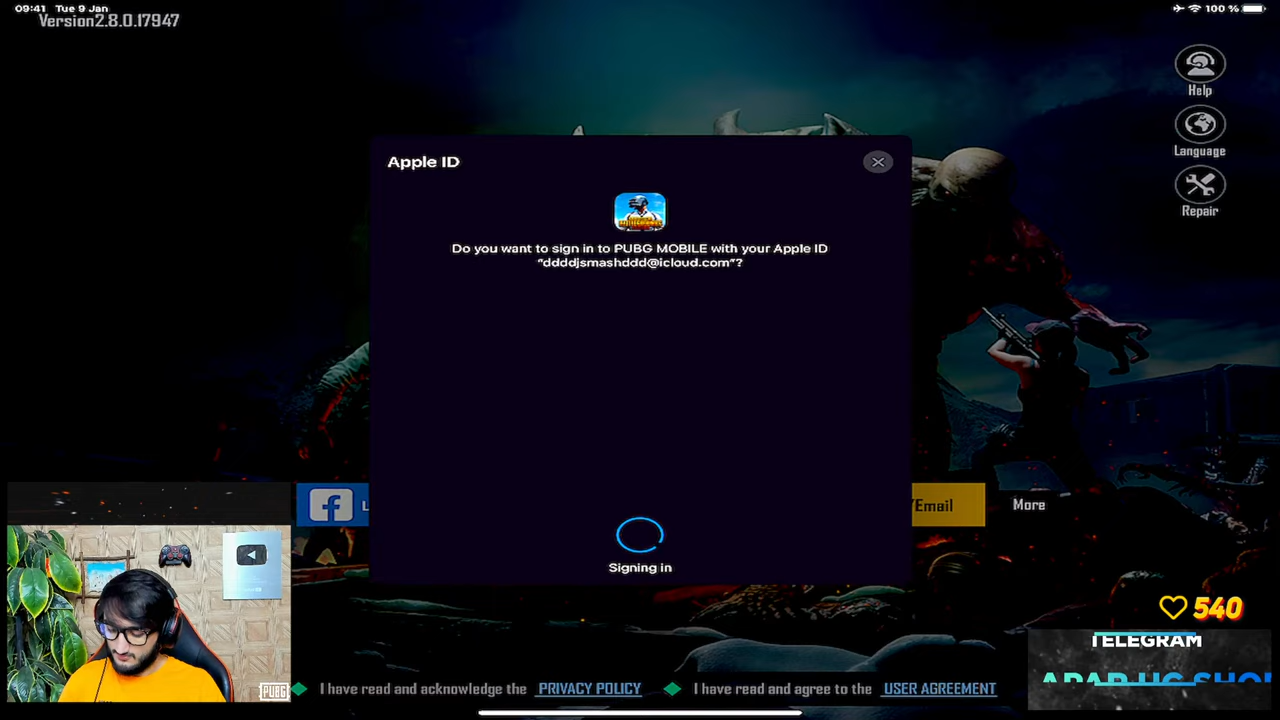 09:41 Tue 9 Jan
100 %
Version2.8.0.17947
Help
Language
Repair
Apple ID
Do you want to sign in to PUBG MOBILE with your Apple ID
“ddddjsmashddd@icloud.com”?
/Email
More
Signing in
540
TELEGRAM
PUBG
I have read and acknowledge the PRIVACY POLICY
I have read and agree to the USER AGREEMENT